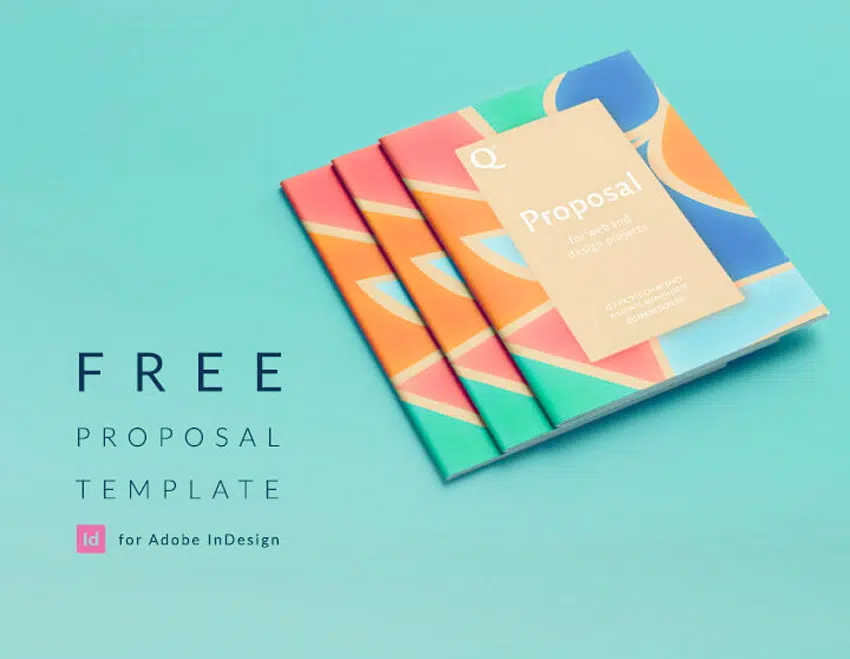 FREE
PROPOSAL
TEMPLATE
Id for Adobe InDesign
Q
Proposal
for web and
design projects